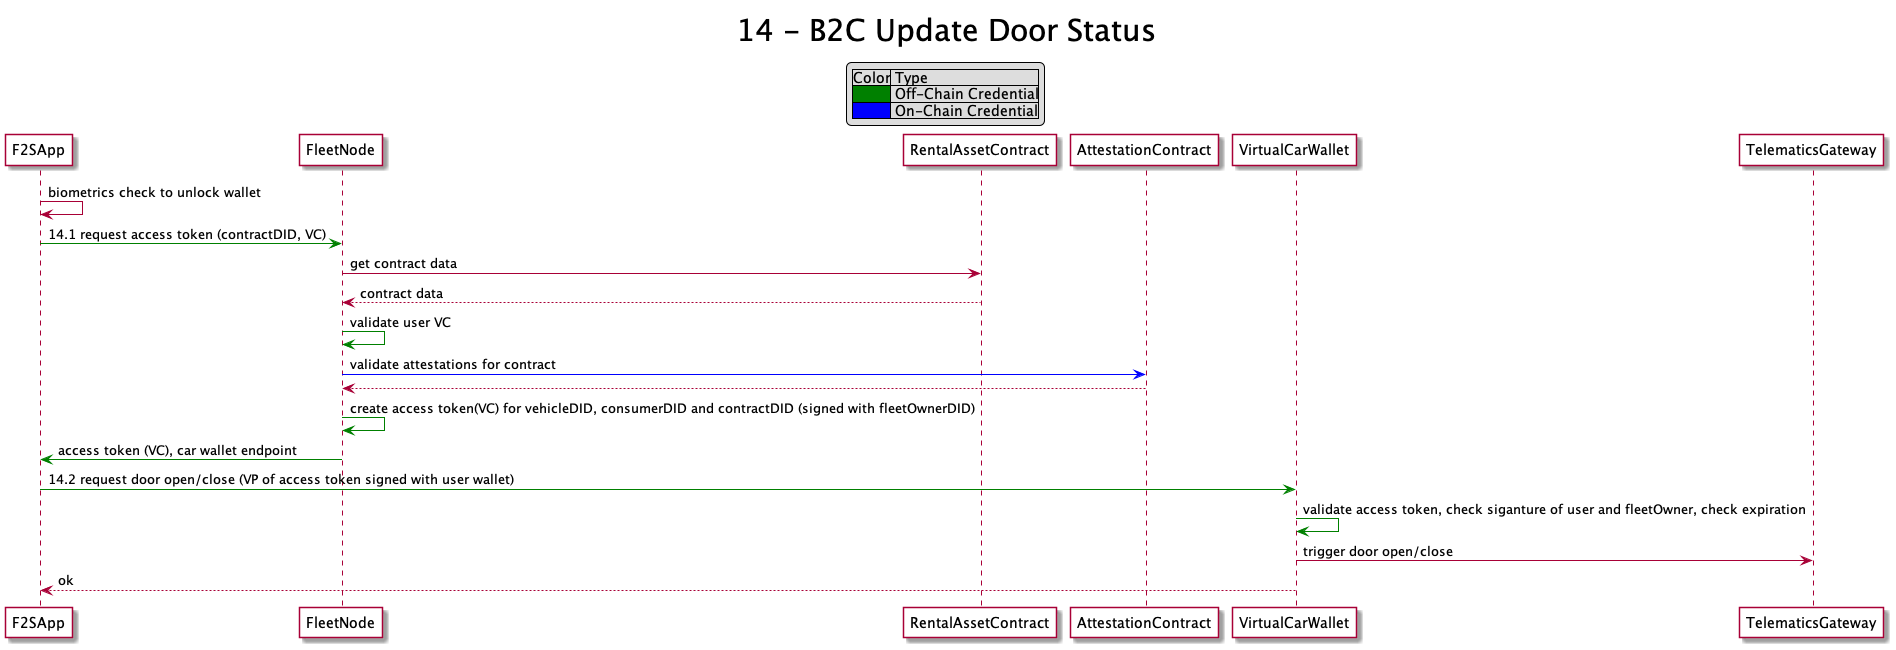 14 - B2C Update Door Status
Color Type
Off-Chain Credential
On-Chain Credential
F2SApp FleetNode RentalAssetContract AttestationContract VirtualCarWallet TelematicsGateway
biometrics check to unlock wallet
14.1 request access token (contractDID, VC)
get contract data
contract data
validate user VC
validate attestations for contract
create access token(VC) for vehicleDID, consumerDID and contractDID (signed with fleetOwnerDID)
access token (VC), car wallet endpoint
14.2 request door open/close (VP of access token signed with user wallet)
validate access token, check siganture of user and fleetOwner, check expiration
trigger door open/close
ok
F2SApp FleetNode RentalAssetContract AttestationContract VirtualCarWallet TelematicsGateway